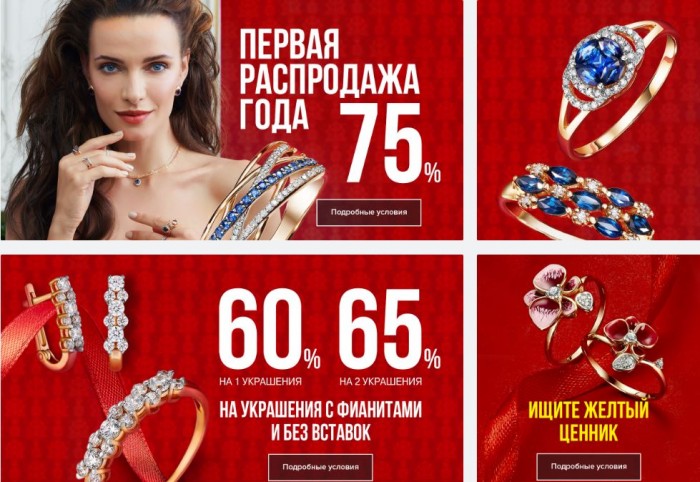 ПЕРВАЯ
РАСПРОДАЖА
ГОДА
75%
Подробные условия
60% 65%
НА 1 УКРАШЕНИЯ НА 2 УКРАШЕНИЯ
НА УКРАШЕНИЯ С ФИАНИТАМИ
И БЕЗ ВСТАВОК
Подробные условия
ИЩИТЕ ЖЕЛТЫЙ
ЦЕННИК
Подробные условия